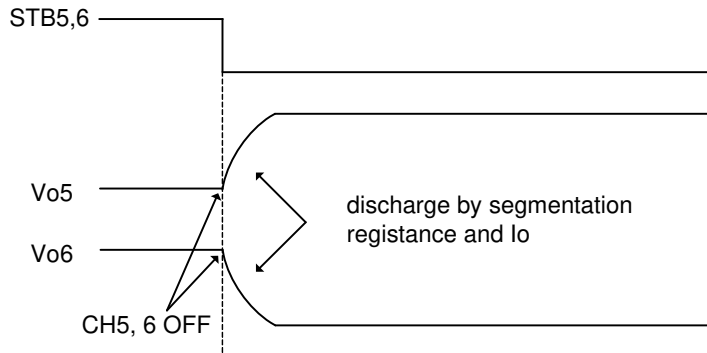 STB5,6
Vo5
Vo6
discharge by segmentation
registance and Io
CH5, 6 OFF